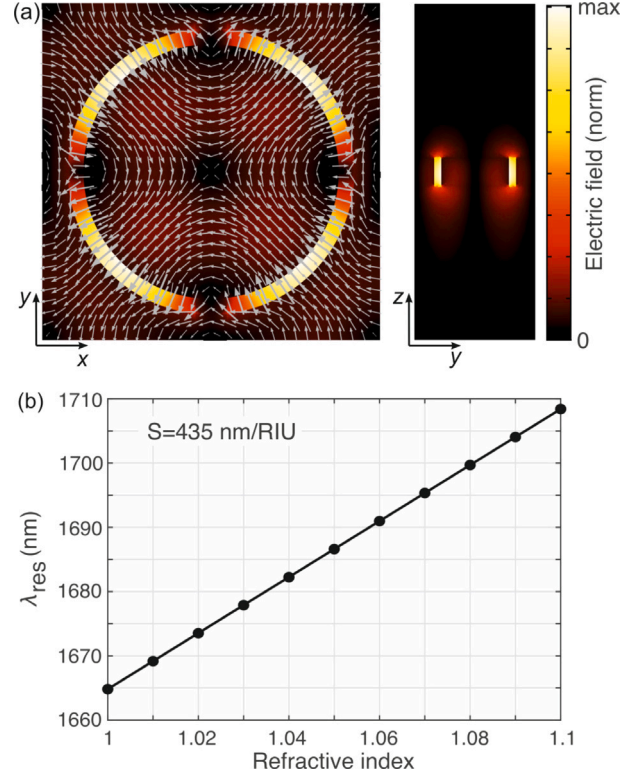 (a)
max
Electric field (norm)
0
y
x
z
y
(b)
S=435 nm/RIU
λres (nm)
1710
1700
1690
1680
1670
1660
1
1.02
1.04
1.06
1.08
1.1
Refractive index